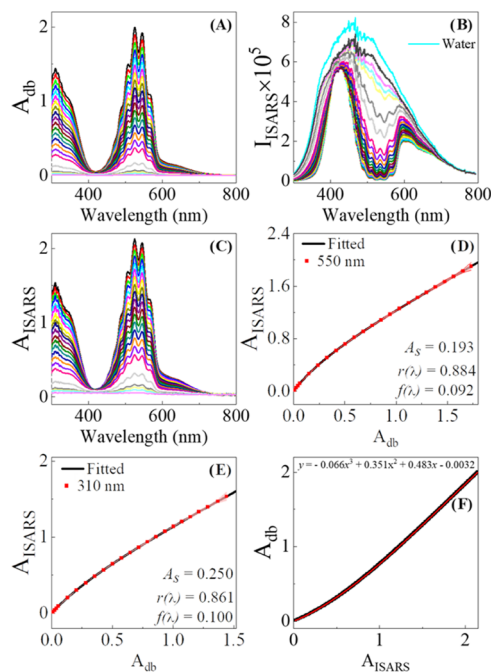 (A)
A_db
2
1
0
400 600 800
Wavelength (nm)
(B)
Water
I_ISARS×10⁵
8
6
4
2
0
400 600 800
Wavelength (nm)
(C)
A_ISARS
2
1
0
400 600 800
Wavelength (nm)
(D)
Fitted
550 nm
A_ISARS
2.4
1.8
1.2
0.6
0.0
A_S = 0.193
r(λ) = 0.884
f(λ) = 0.092
0.0 0.5 1.0 1.5
A_db
(E)
Fitted
310 nm
A_ISARS
2
1
0
A_S = 0.250
r(λ) = 0.861
f(λ) = 0.100
0.0 0.5 1.0 1.5
A_db
y = - 0.066x³ + 0.351x² + 0.483x - 0.0032
(F)
A_db
2
1
0
0 1 2
A_ISARS